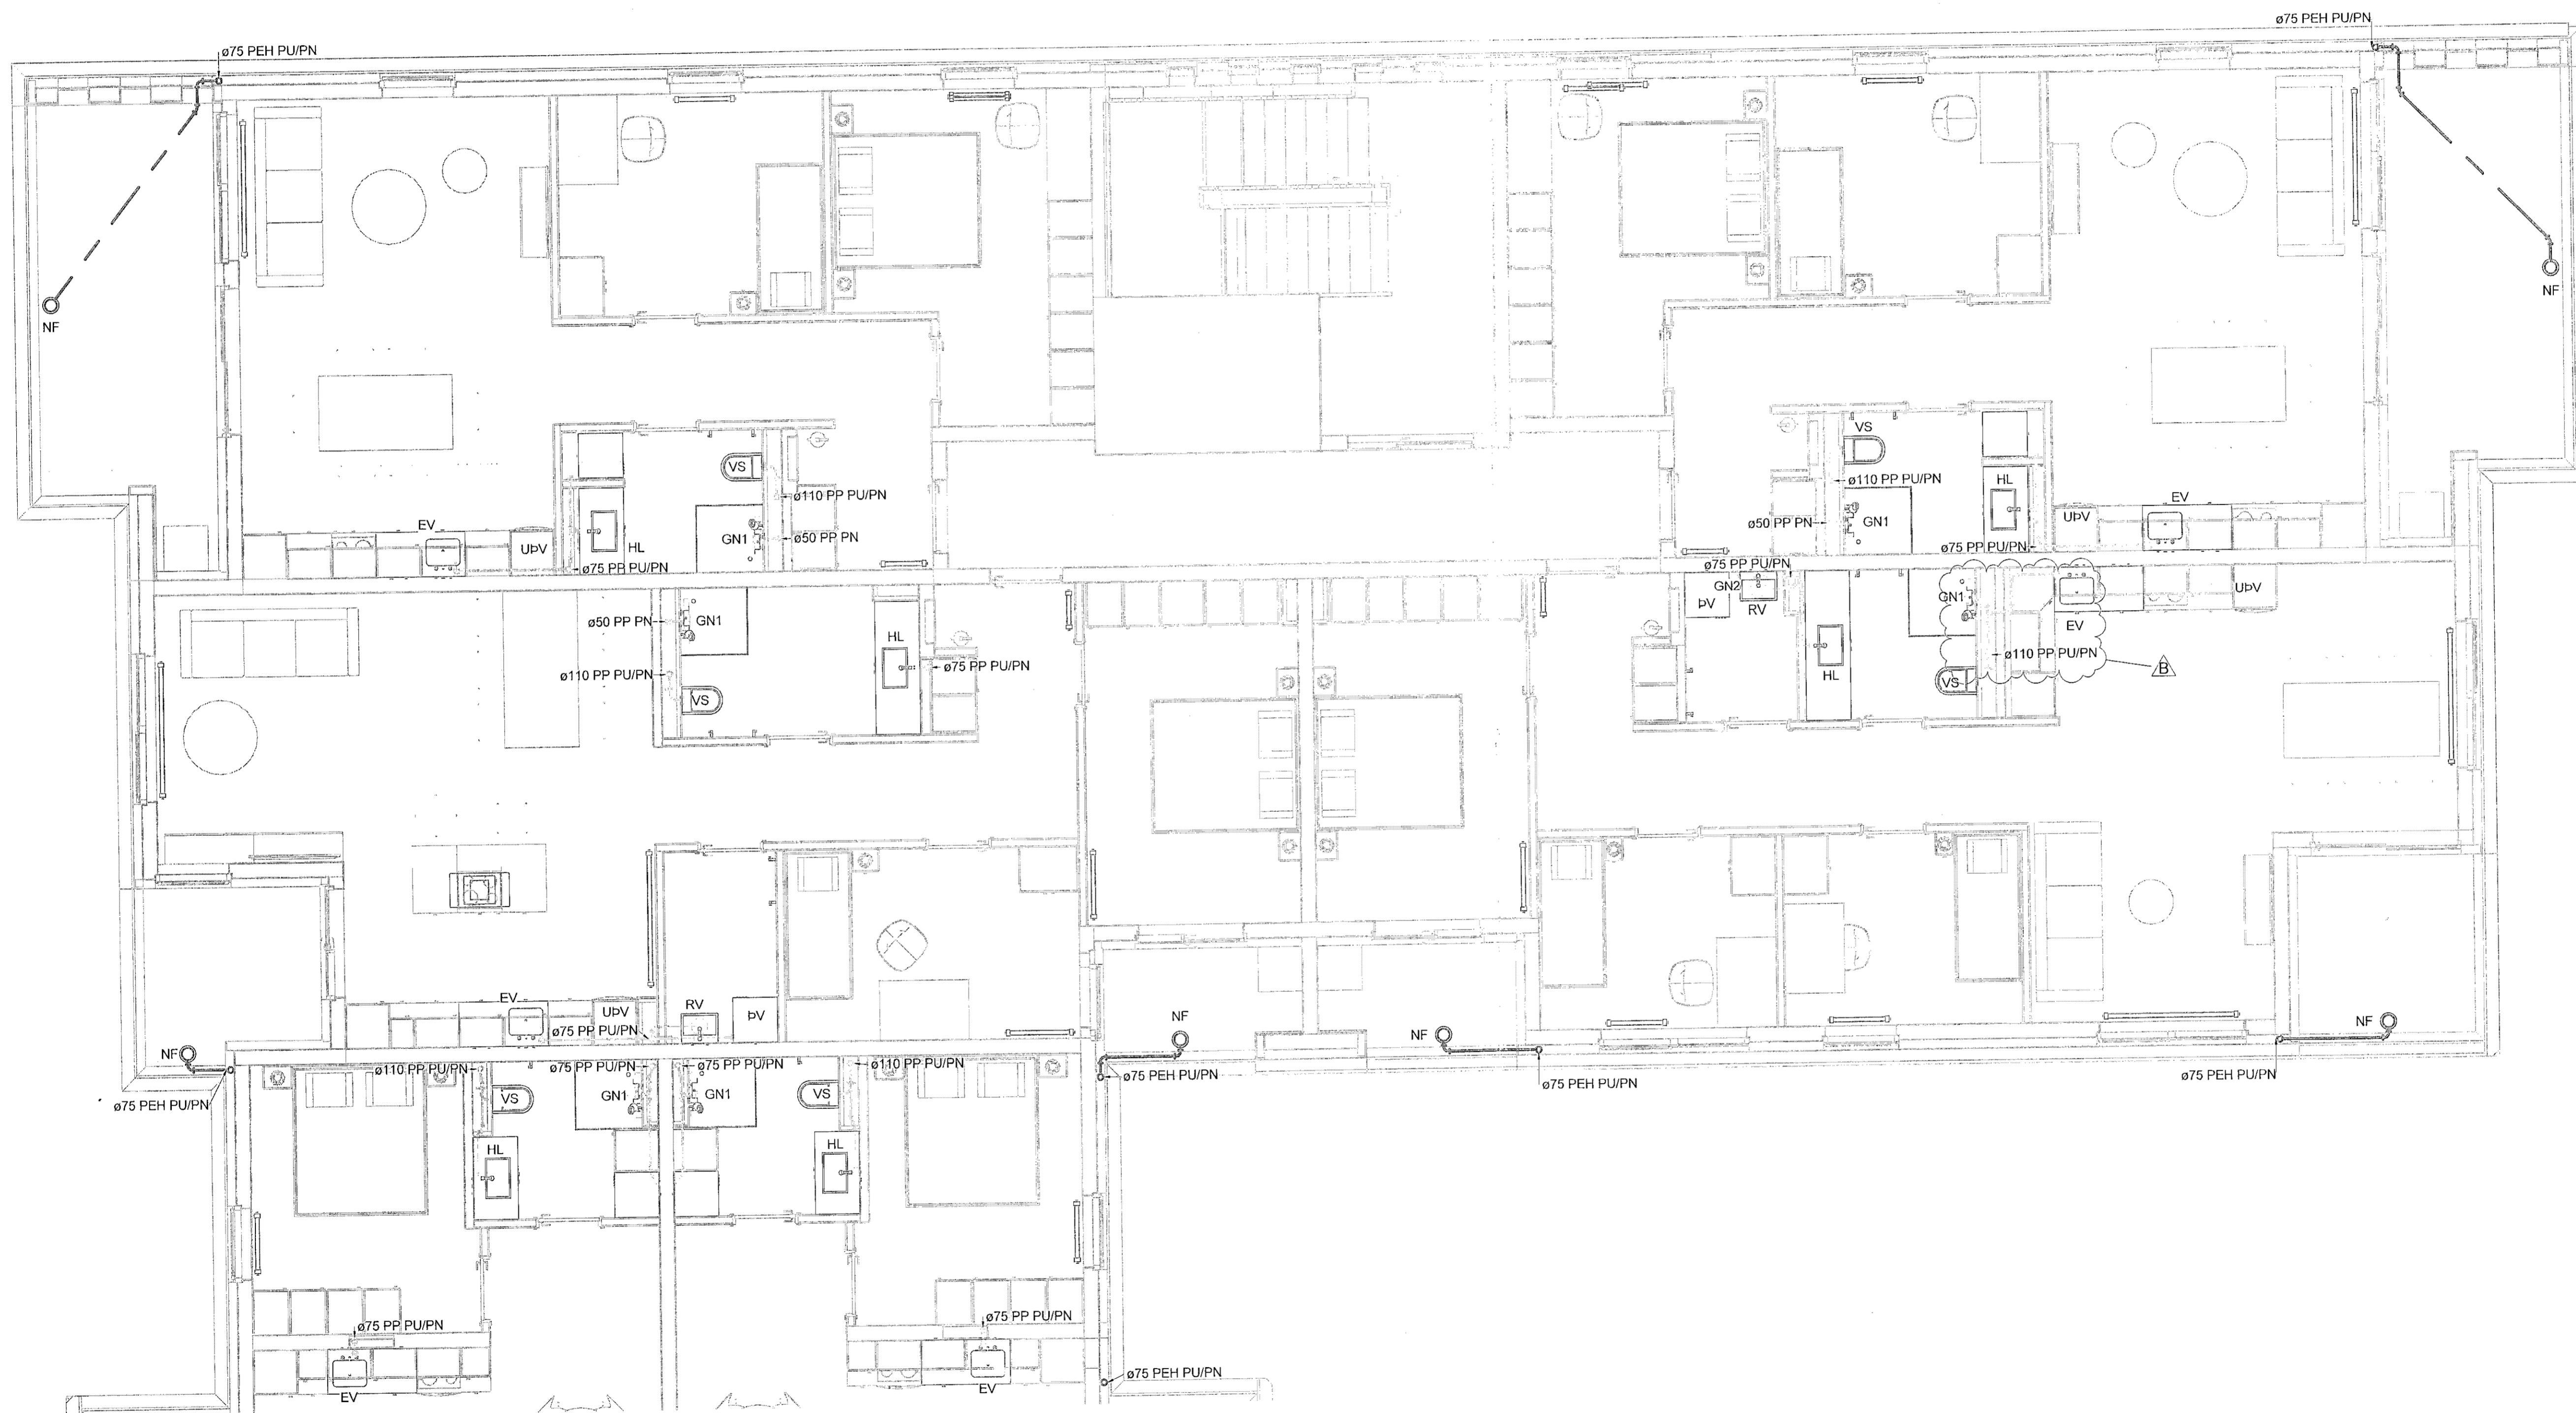 ø75 PEH PU/PN
ø75 PEH PU/PN
NF
NF
VS
ø110 PP PU/PN
HL
EV
UÞV
GN1
ø50 PP PN
ø75 PP PU/PN
VS
ø110 PP PU/PN
HL
EV
UÞV
GN1
ø50 PP PN
ø75 PP PU/PN
ø50 PP PN
GN1
HL
ø75 PP PU/PN
ø110 PP PU/PN
VS
ø75 PP PU/PN
GN2
ÞV
RV
HL
GN1
EV
UÞV
ø110 PP PU/PN
VS
B
EV
UÞV
ø75 PP PU/PN
RV
ÞV
NF
NF
NF
NF
ø75 PEH PU/PN
ø75 PEH PU/PN
ø75 PEH PU/PN
ø75 PEH PU/PN
ø110 PP PU/PN
ø75 PP PU/PN
ø75 PP PU/PN
ø110 PP PU/PN
VS
GN1
GN1
VS
HL
HL
ø75 PP PU/PN
ø75 PP PU/PN
EV
EV
ø75 PEH PU/PN